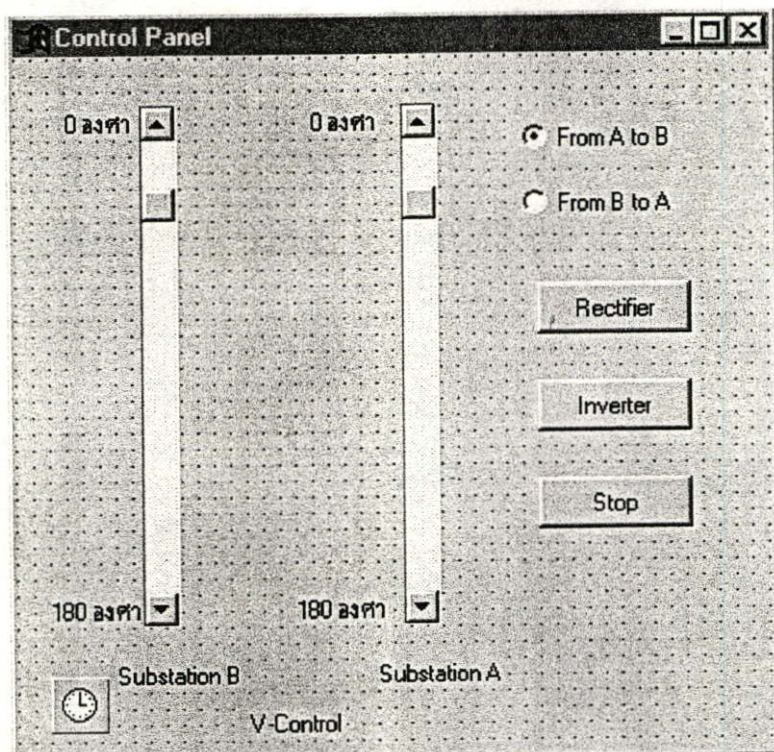 Control Panel
0 องศา
0 องศา
From A to B
From B to A
Rectifier
Inverter
Stop
180 องศา
180 องศา
Substation B
Substation A
V-Control